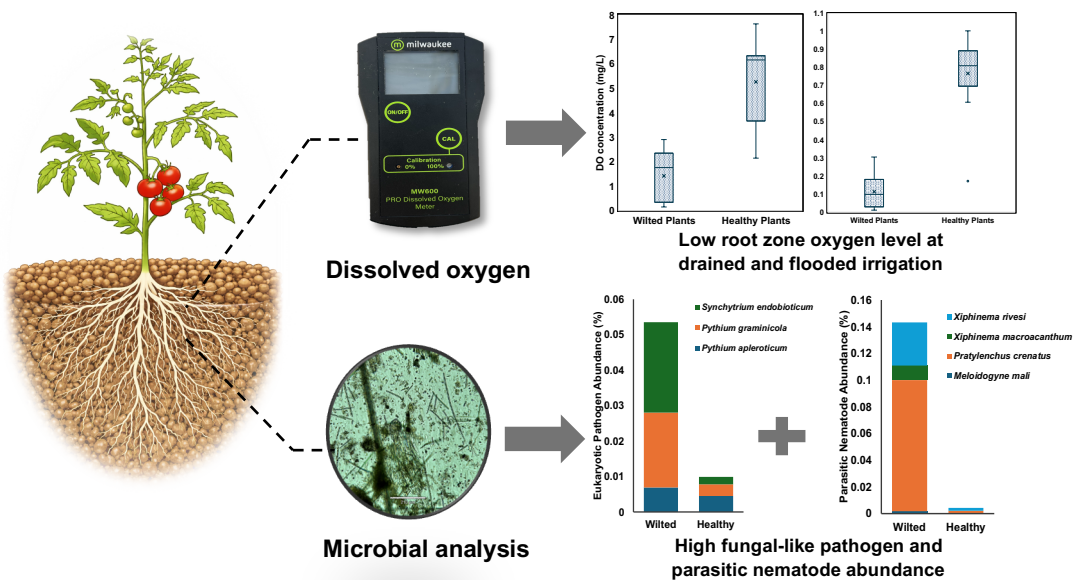 milwaukee
ON/OFF
CAL
Calibration
0% 100%
MW600
PRO Dissolved Oxygen
Meter
Dissolved oxygen
DO concentration (mg/L)
8
7
6
5
4
3
2
1
0
Wilted Plants Healthy Plants
1.1
1
0.9
0.8
0.7
0.6
0.5
0.4
0.3
0.2
0.1
0
Wilted Plants Healthy Plants
Low root zone oxygen level at
drained and flooded irrigation
Microbial analysis
Eukaryotic Pathogen Abundance (%)
0.06
0.05
0.04
0.03
0.02
0.01
0
Synchytrium endobioticum
Pythium graminicola
Pythium apleroticum
Wilted Healthy
Parasitic Nematode Abundance (%)
0.16
0.14
0.12
0.1
0.08
0.06
0.04
0.02
0
Xiphinema rivesi
Xiphinema macroacanthum
Pratylenchus crenatus
Meloidogyne mali
Wilted Healthy
High fungal-like pathogen and
parasitic nematode abundance